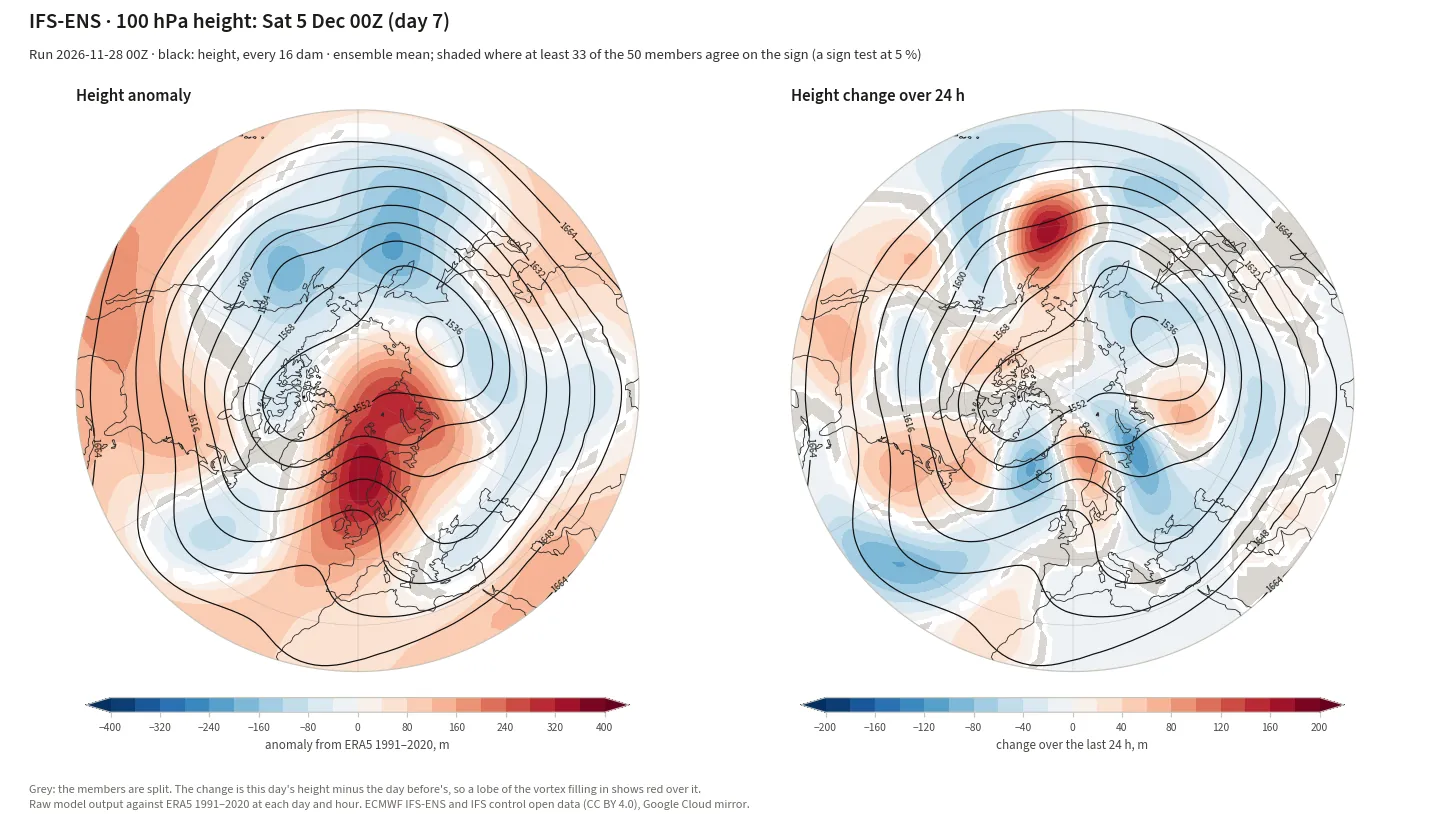 IFS-ENS · 100 hPa height: Sat 5 Dec 00Z (day 7)
Run 2026-11-28 00Z · black: height, every 16 dam · ensemble mean; shaded where at least 33 of the 50 members agree on the sign (a sign test at 5 %)
Height anomaly
Height change over 24 h
1664
1632
1600
1584
1568
1536
1552
1616
1664
1648
1664
1664
1632
1600
1584
1568
1536
1552
1616
1664
1648
1664
−400 −320 −240 −160 −80 0 80 160 240 320 400
anomaly from ERA5 1991–2020, m
−200 −160 −120 −80 −40 0 40 80 120 160 200
change over the last 24 h, m
Grey: the members are split. The change is this day's height minus the day before's, so a lobe of the vortex filling in shows red over it.
Raw model output against ERA5 1991–2020 at each day and hour. ECMWF IFS-ENS and IFS control open data (CC BY 4.0), Google Cloud mirror.